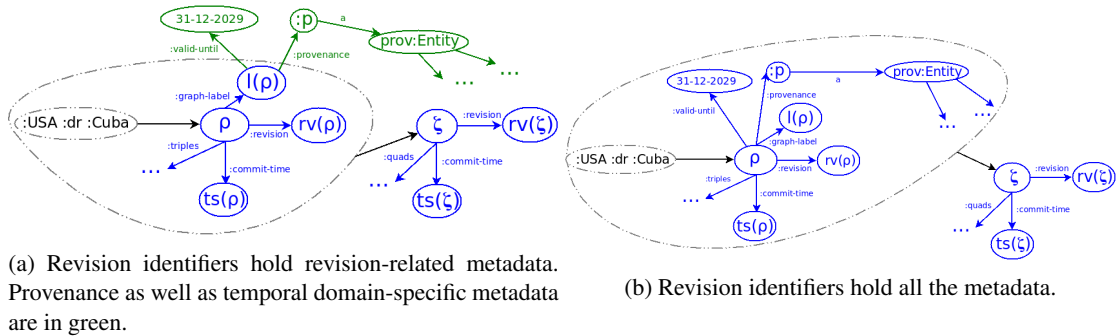 31-12-2029
:p
a
prov:Entity
:valid-until
:provenance
...
...
l(ρ)
:graph-label
:USA :dr :Cuba
ρ
:revision
rv(ρ)
:triples
...
:commit-time
ts(ρ)
ζ
:revision
rv(ζ)
:quads
...
:commit-time
ts(ζ)
(a) Revision identifiers hold revision-related metadata.
Provenance as well as temporal domain-specific metadata
are in green.
31-12-2029
:p
a
prov:Entity
:provenance
:valid-until
...
...
l(ρ)
:graph-label
:USA :dr :Cuba
ρ
:revision
rv(ρ)
:triples
...
:commit-time
ts(ρ)
ζ
:revision
rv(ζ)
:quads
...
:commit-time
ts(ζ)
(b) Revision identifiers hold all the metadata.